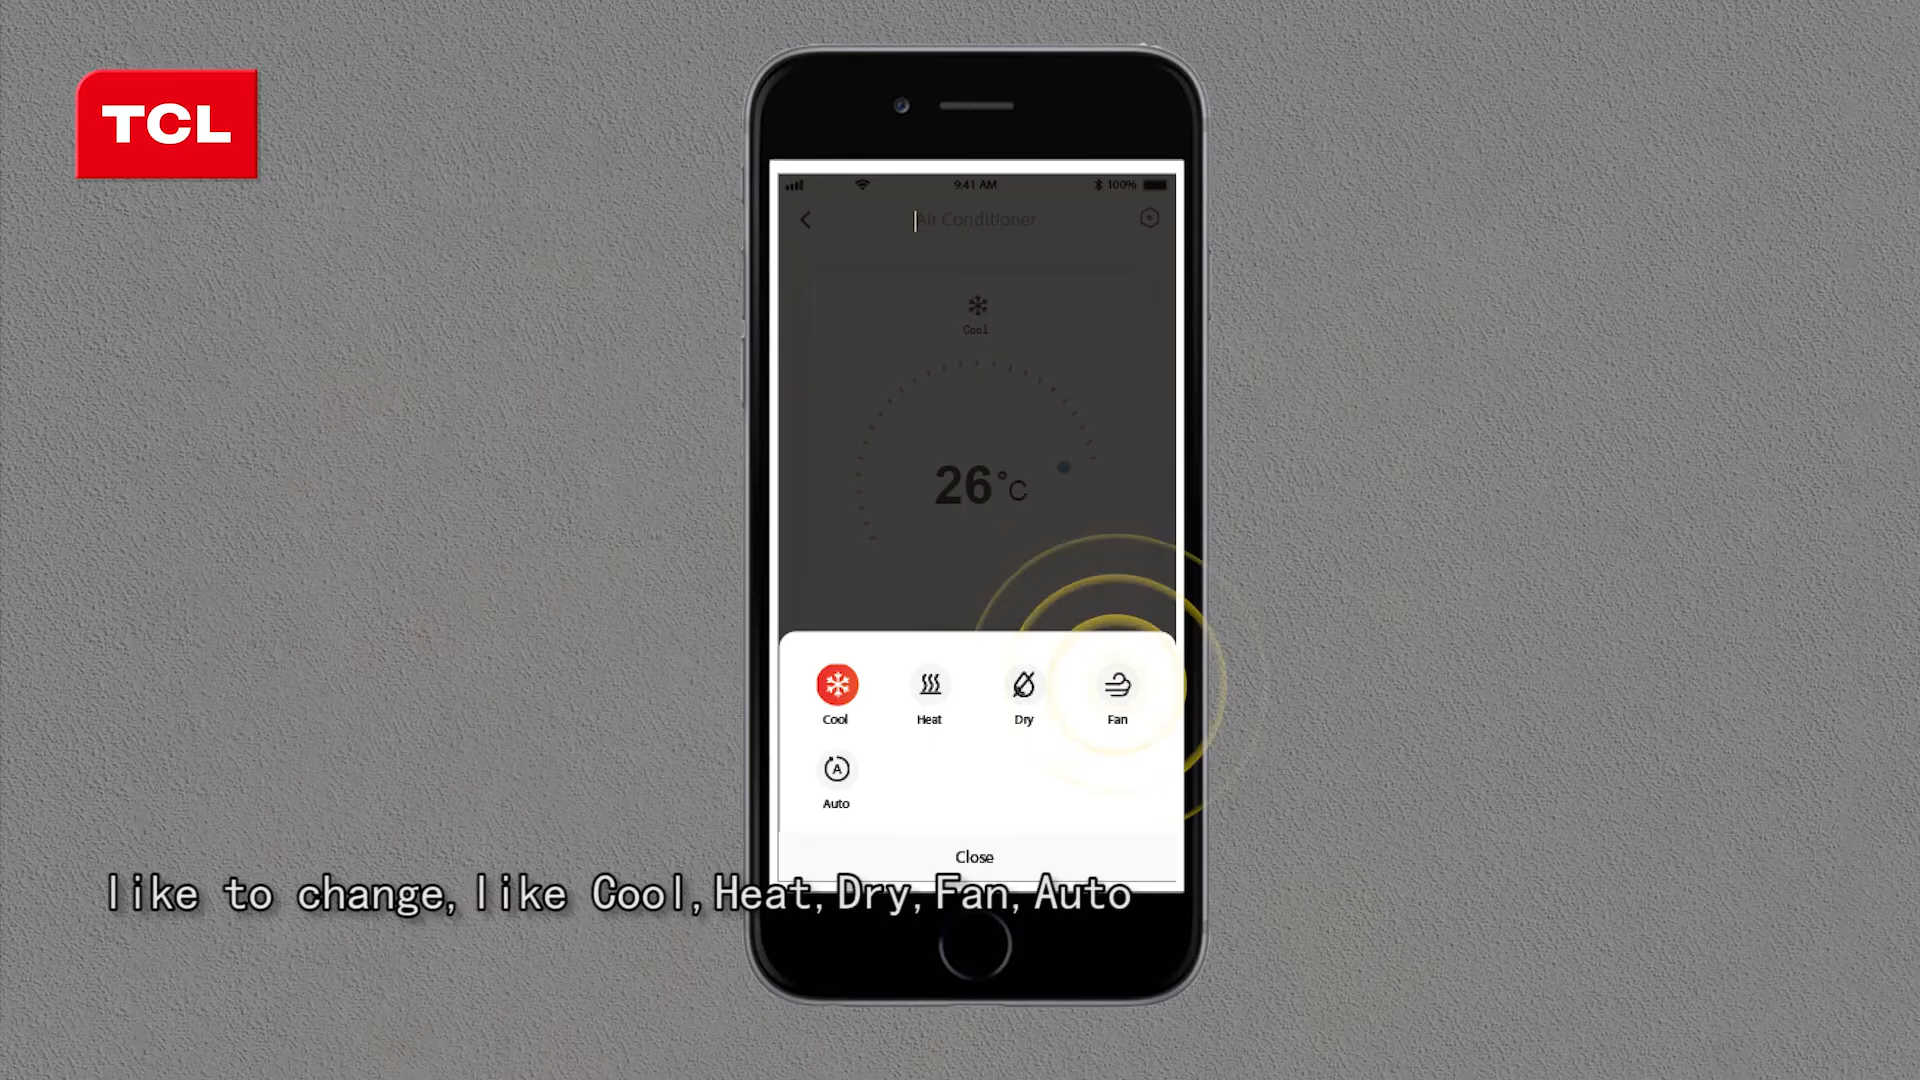 TCL
9:41 AM
100%
Air Conditioner
Cool
26°C
Cool
Heat
Dry
Fan
A
Auto
Close
like to change,like Cool,Heat,Dry,Fan,Auto